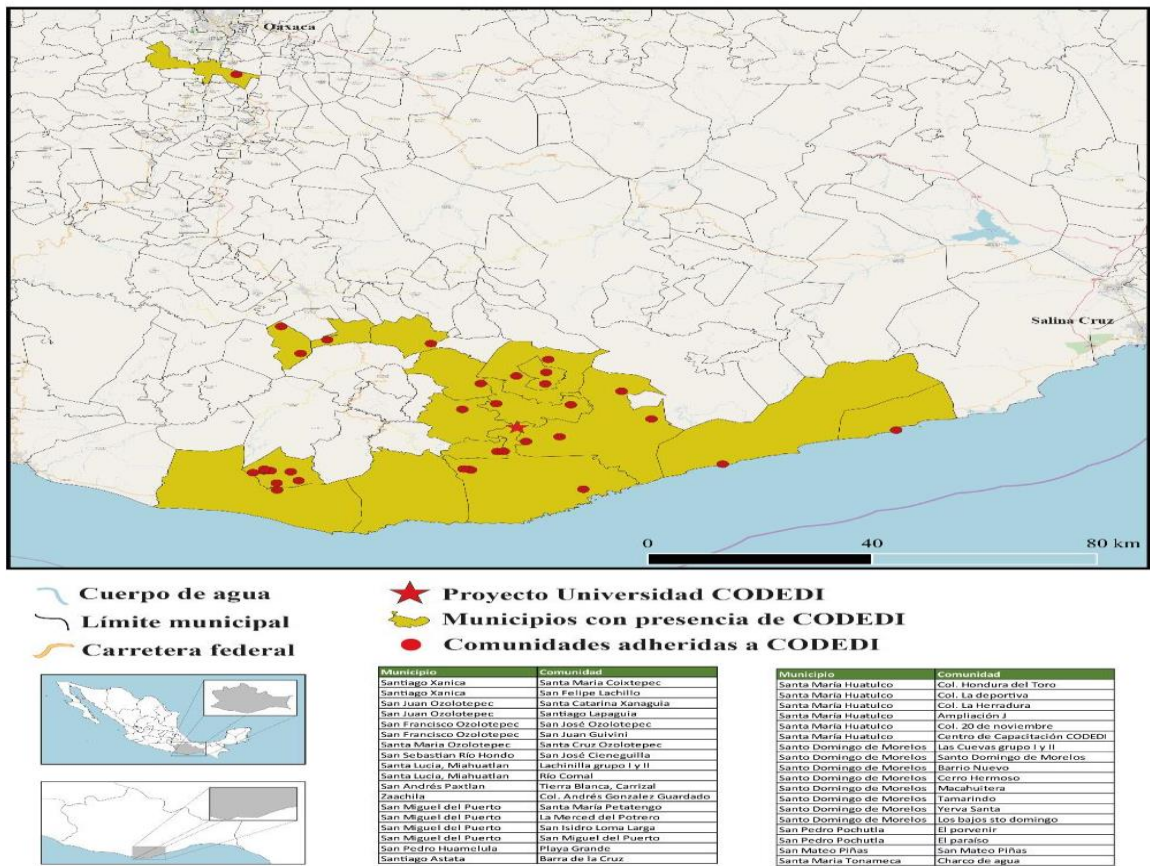 Oaxaca
Salina Cruz
0 40 80 km
Cuerpo de agua
Límite municipal
Carretera federal
Proyecto Universidad CODEDI
Municipios con presencia de CODEDI
Comunidades adheridas a CODEDI
Municipio Comunidad
Santiago Xanica Santa Maria Coixtepec
Santiago Xanica San Felipe Lachillo
San Juan Ozolotepec Santa Catarina Xanaguia
San Juan Ozolotepec Santiago Lapaguia
San Francisco Ozolotepec San José Ozolotepec
San Francisco Ozolotepec San Juan Guivini
Santa Maria Ozolotepec Santa Cruz Ozolotepec
San Sebastian Río Hondo San José Cieneguilla
Santa Lucia, Miahuatlan Lachinilla grupo I y II
Santa Lucia, Miahuatlan Río Comal
San Andrés Paxtlan Tierra Blanca, Carrizal
Zaachila Col. Andrés Gonzalez Guardado
San Miguel del Puerto Santa María Petatengo
San Miguel del Puerto La Merced del Potrero
San Miguel del Puerto San Isidro Loma Larga
San Miguel del Puerto San Miguel del Puerto
San Pedro Huamelula Playa Grande
Santiago Astata Barra de la Cruz
Municipio Comunidad
Santa María Huatulco Col. Hondura del Toro
Santa María Huatulco Col. La deportiva
Santa María Huatulco Col. La Herradura
Santa María Huatulco Ampliación J
Santa María Huatulco Col. 20 de noviembre
Santa María Huatulco Centro de Capacitación CODEDI
Santo Domingo de Morelos Las Cuevas grupo I y II
Santo Domingo de Morelos Santo Domingo de Morelos
Santo Domingo de Morelos Barrio Nuevo
Santo Domingo de Morelos Cerro Hermoso
Santo Domingo de Morelos Macahuitera
Santo Domingo de Morelos Tamarindo
Santo Domingo de Morelos Yerva Santa
Santo Domingo de Morelos Los bajos sto domingo
San Pedro Pochutla El porvenir
San Pedro Pochutla El paraíso
San Mateo Piñas San Mateo Piñas
Santa Maria Tonameca Charco de agua